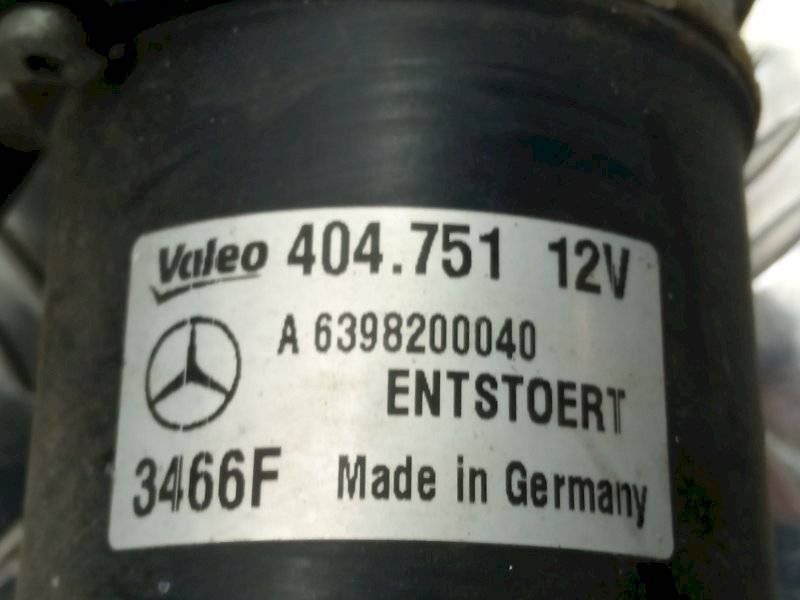 Valeo 404.751 12V
A 6398200040
ENTSTOERT
3466F Made in Germany